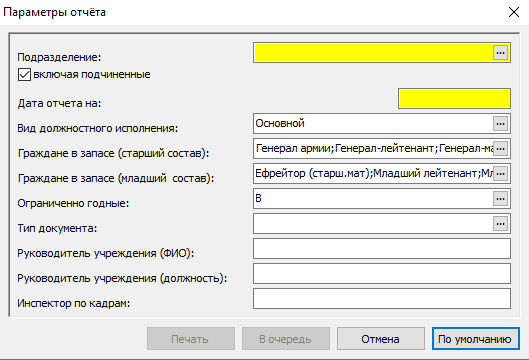 Параметры отчёта
Подразделение: ...
включая подчиненные
Дата отчета на:
Вид должностного исполнения: Основной ...
Граждане в запасе (старший состав): Генерал армии;Генерал-лейтенант;Генерал-ма ...
Граждане в запасе (младший состав): Ефрейтор (старш.мат);Младший лейтенант;Мл ...
Ограниченно годные: В ...
Тип документа: ...
Руководитель учреждения (ФИО):
Руководитель учреждения (должность):
Инспектор по кадрам:
Печать В очередь Отмена По умолчанию